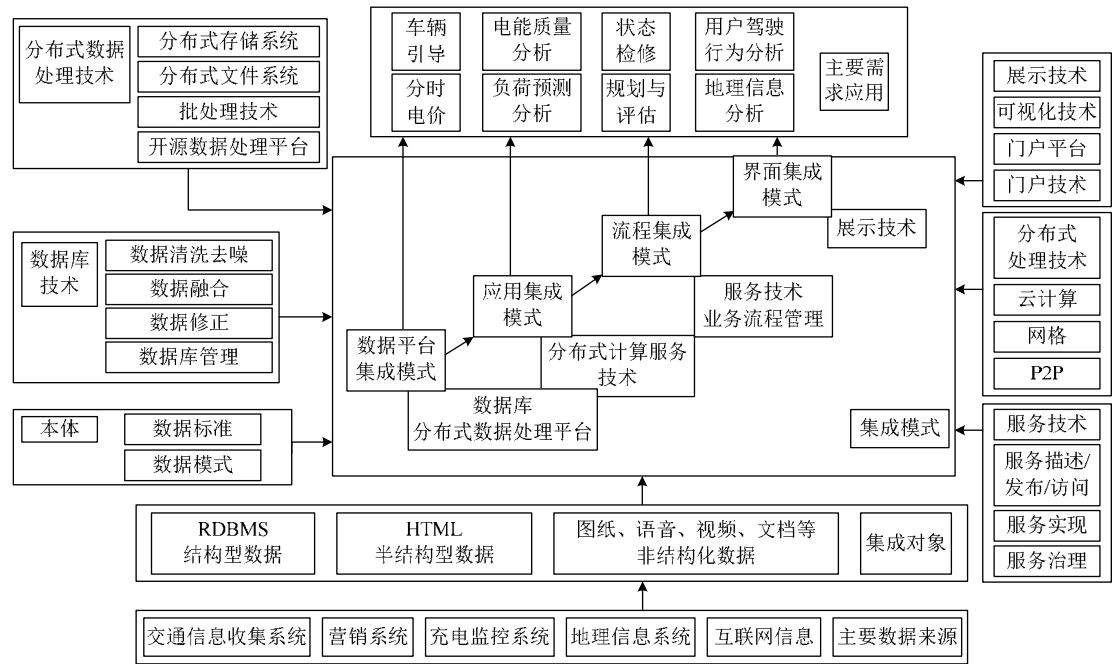 分布式数据
处理技术
分布式存储系统
分布式文件系统
批处理技术
开源数据处理平台
车辆
引导
电能质量
分析
状态
检修
用户驾驶
行为分析
分时
电价
负荷预测
分析
规划与
评估
地理信息
分析
主要需
求应用
展示技术
可视化技术
门户平台
门户技术
数据库
技术
数据清洗去噪
数据融合
数据修正
数据库管理
本体
数据标准
数据模式
界面集成
模式
展示技术
流程集成
模式
服务技术
业务流程管理
应用集成
模式
分布式计算服务
技术
数据平台
集成模式
数据库
分布式数据处理平台
集成模式
分布式
处理技术
云计算
网格
P2P
服务技术
服务描述/
发布/访问
服务实现
服务治理
RDBMS
结构型数据
HTML
半结构型数据
图纸、语音、视频、文档等
非结构化数据
集成对象
交通信息收集系统
营销系统
充电监控系统
地理信息系统
互联网信息
主要数据来源